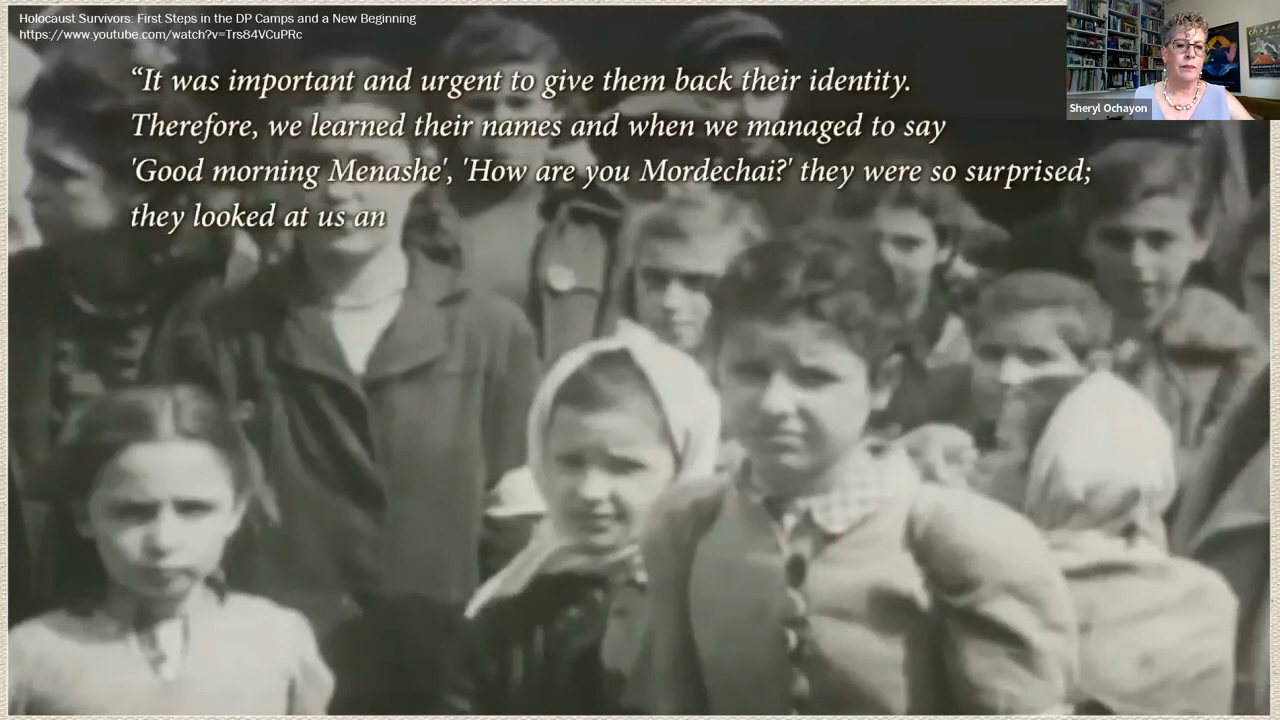 Holocaust Survivors: First Steps in the DP Camps and a New Beginning
https://www.youtube.com/watch?v=Trs84VCuPRc
“It was important and urgent to give them back their identity.
Therefore, we learned their names and when we managed to say
'Good morning Menashe', 'How are you Mordechai?' they were so surprised;
they looked at us an
Sheryl Ochayon